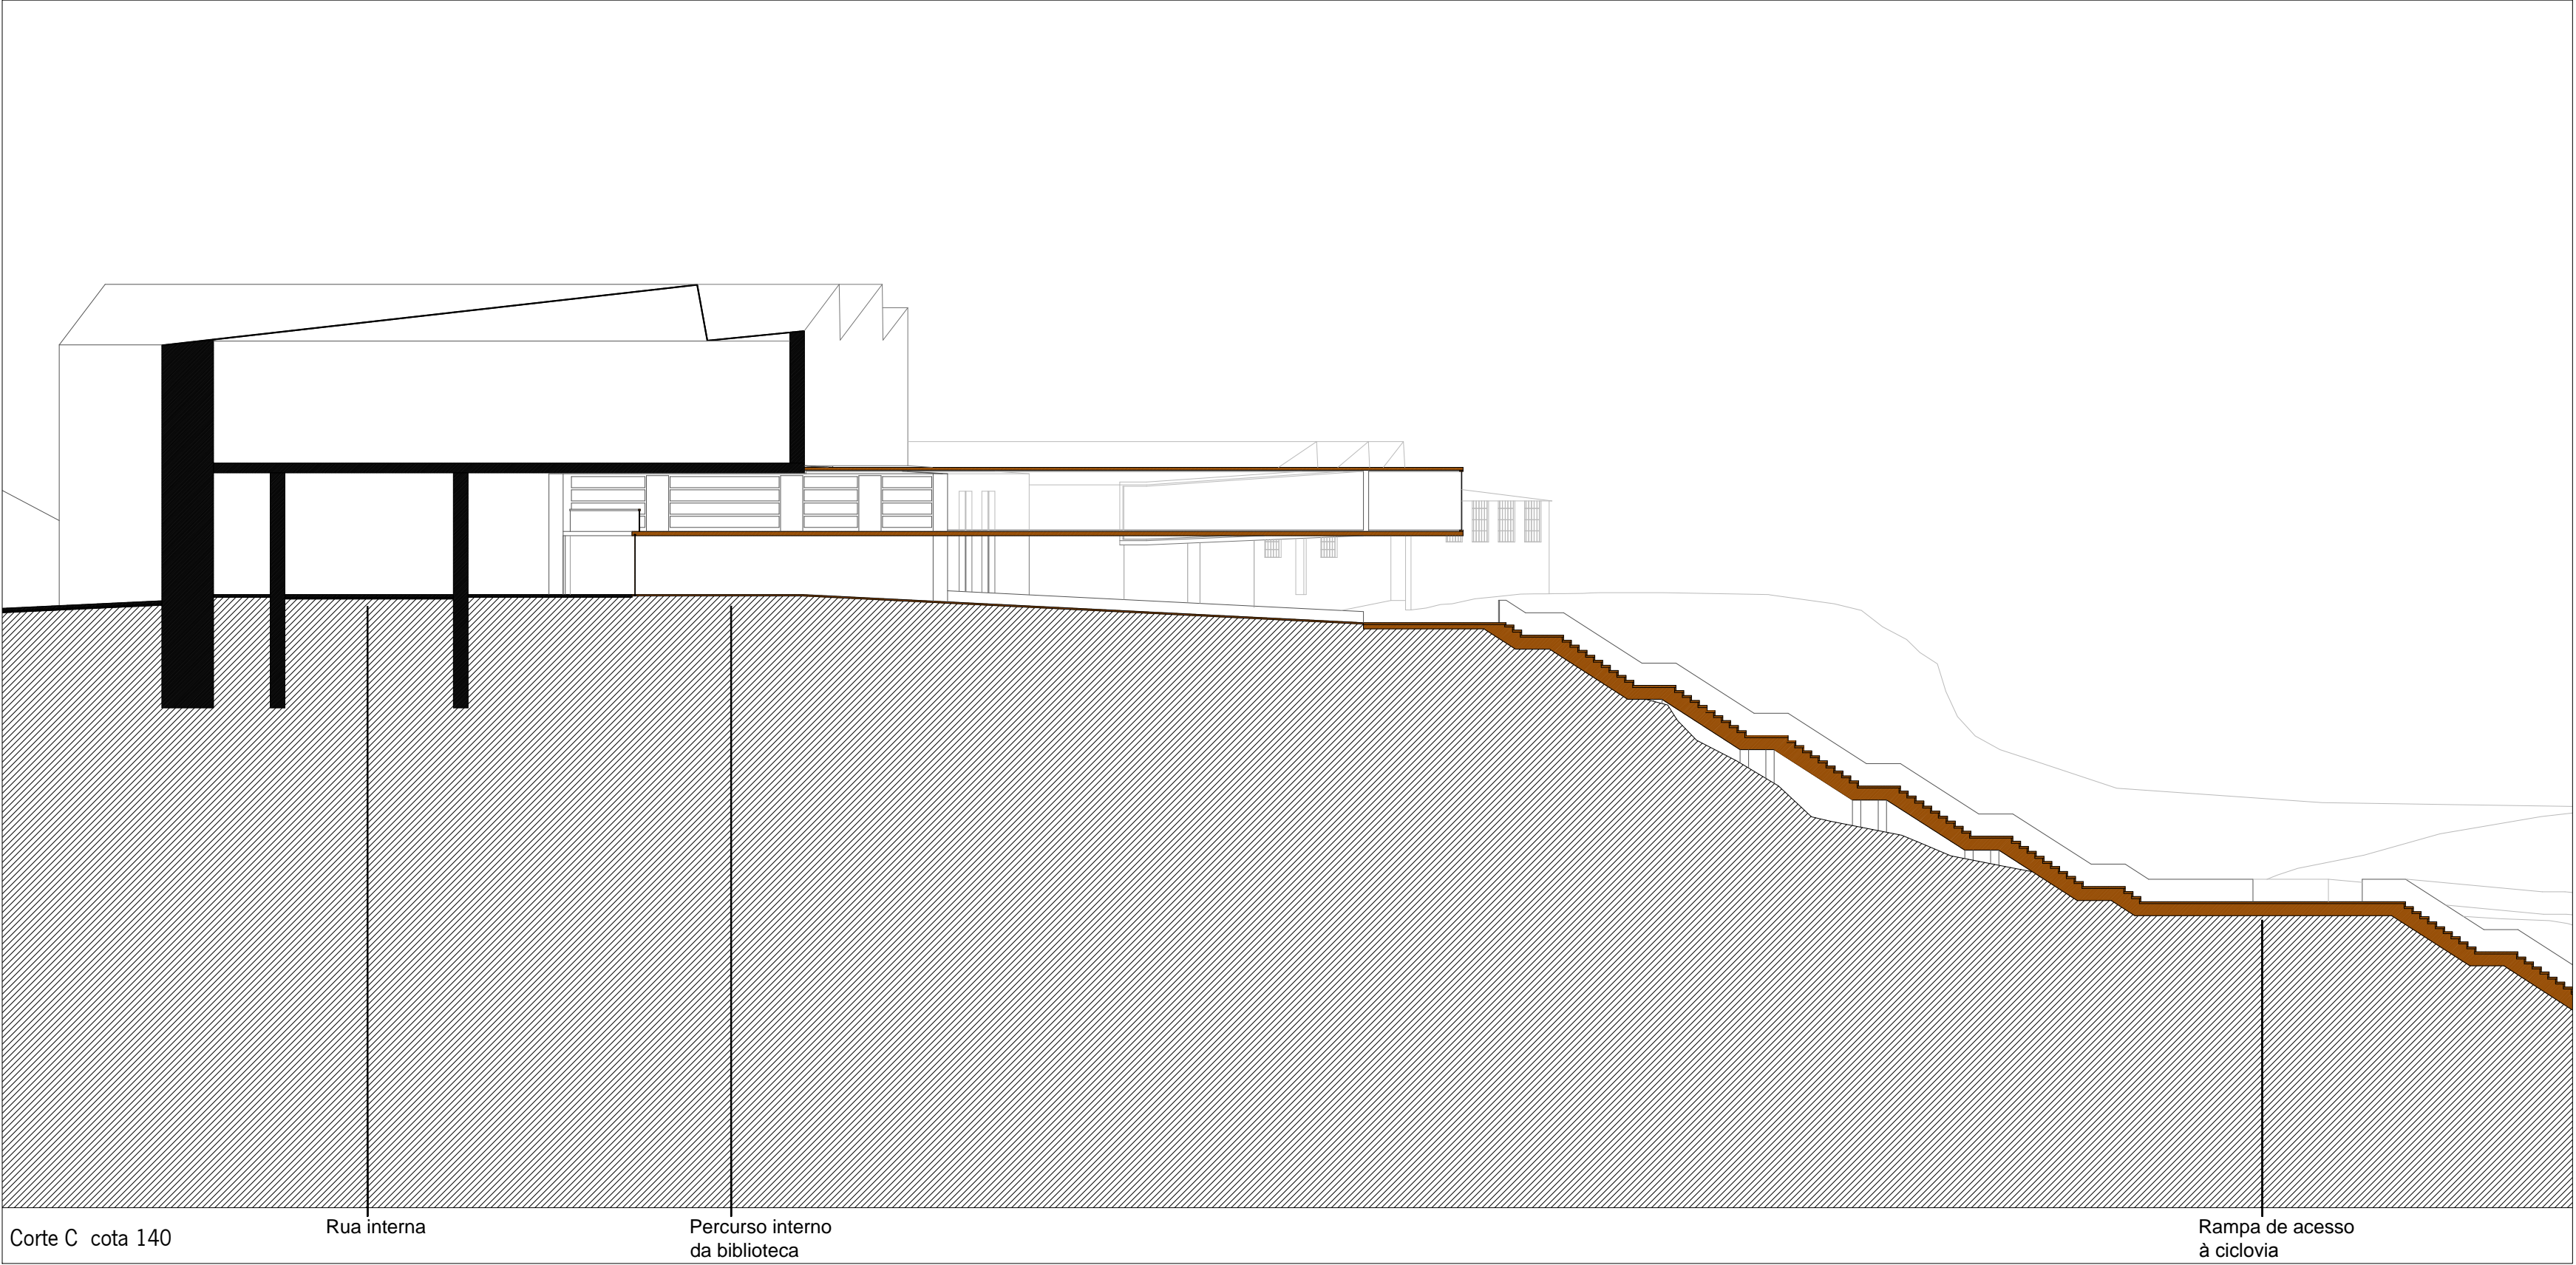 Corte C  cota 140
Rua interna
Percurso interno
da biblioteca
Rampa de acesso
à ciclovia